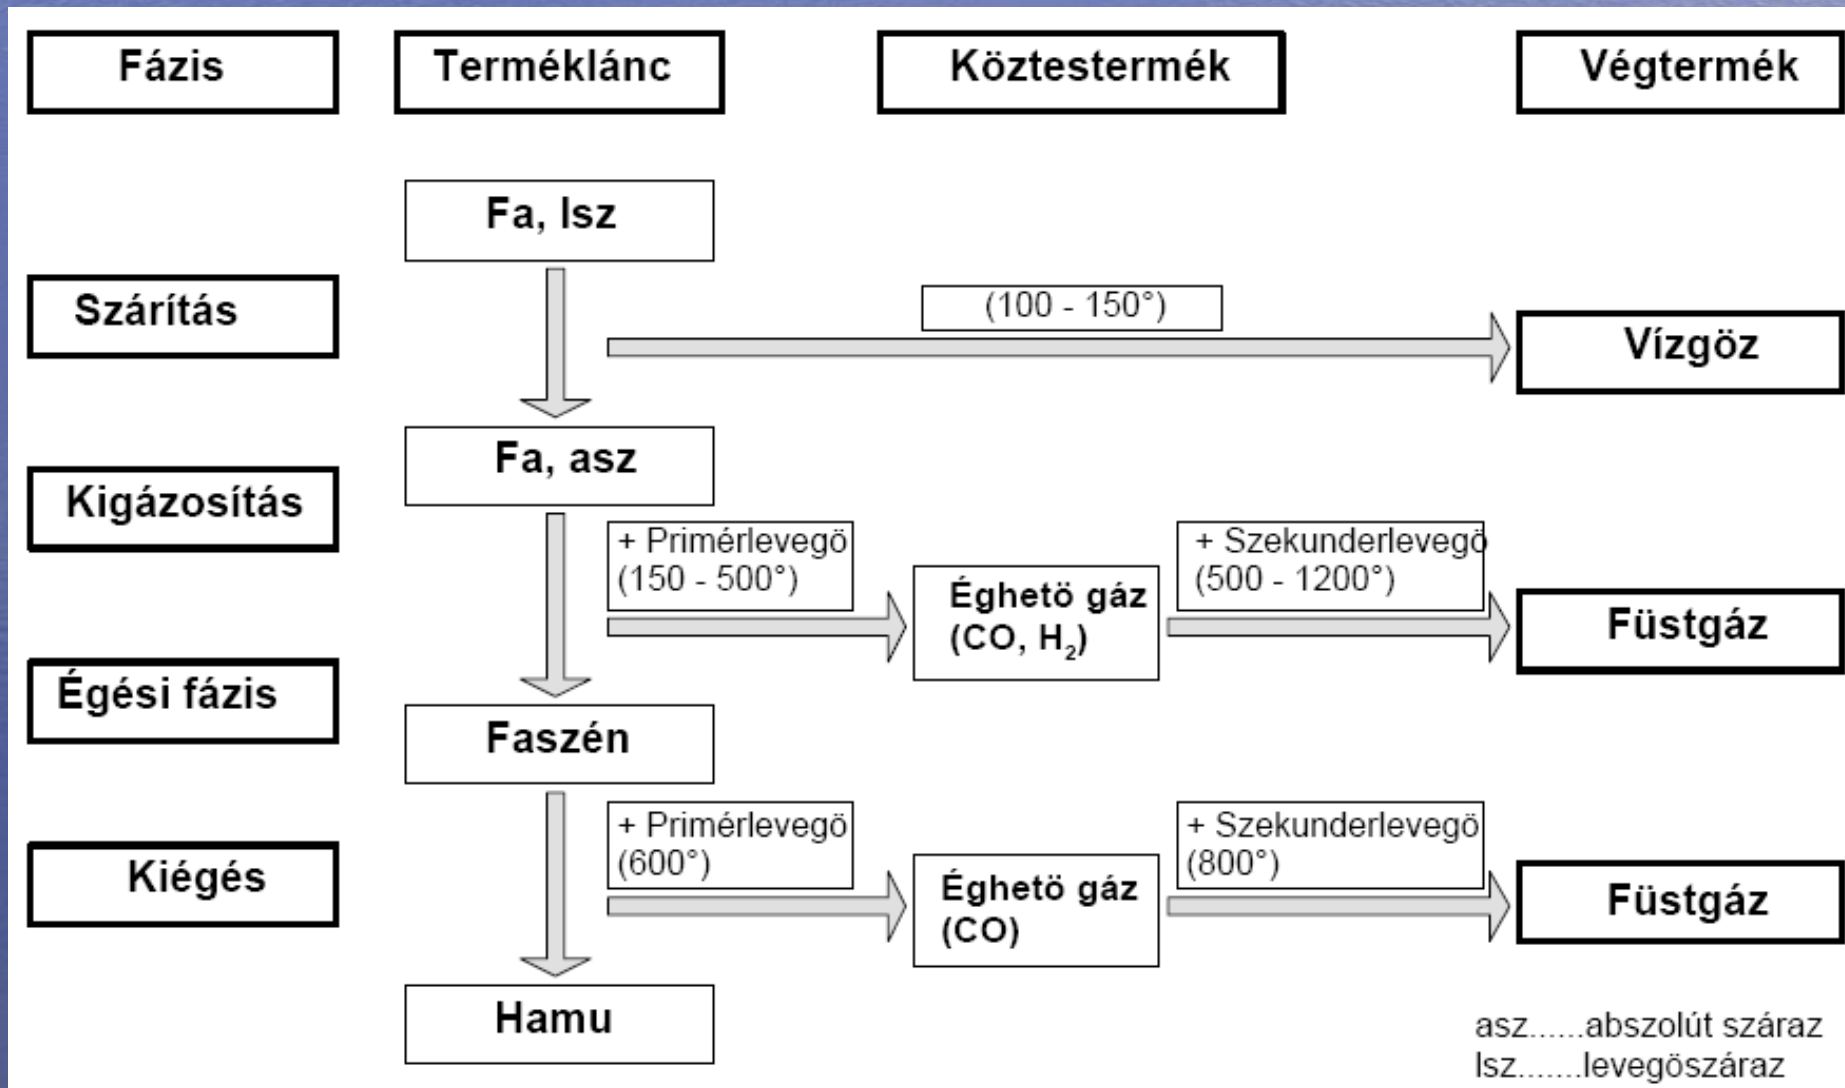 Fázis
Terméklánc
Köztestermék
Végtermék
Fa, lsz
Szárítás
(100 - 150°)
Vízgöz
Fa, asz
Kigázosítás
+ Primérlevegö
(150 - 500°)
Éghetö gáz
(CO, H₂)
+ Szekunderlevegö
(500 - 1200°)
Füstgáz
Égési fázis
Faszén
+ Primérlevegö
(600°)
Éghetö gáz
(CO)
+ Szekunderlevegö
(800°)
Füstgáz
Kiégés
Hamu
asz......abszolút száraz
lsz.......levegöszáraz